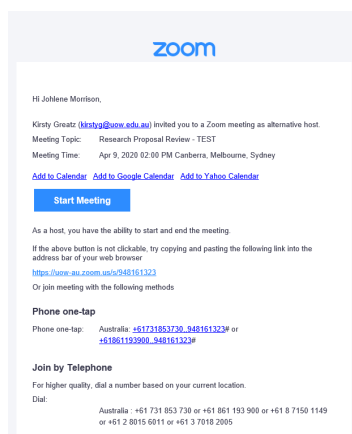 zoom
Hi Johlene Morrison,
Kirsty Greatz (kirstyg@uow.edu.au) invited you to a Zoom meeting as alternative host.
Meeting Topic: Research Proposal Review - TEST
Meeting Time: Apr 9, 2020 02:00 PM Canberra, Melbourne, Sydney
Add to Calendar Add to Google Calendar Add to Yahoo Calendar
Start Meeting
As a host, you have the ability to start and end the meeting.
If the above button is not clickable, try copying and pasting the following link into the
address bar of your web browser
https://uow-au.zoom.us/s/948161323
Or join meeting with the following methods
Phone one-tap
Phone one-tap: Australia: +61731853730,,948161323# or
+61861193900,,948161323#
Join by Telephone
For higher quality, dial a number based on your current location.
Dial:
Australia : +61 731 853 730 or +61 861 193 900 or +61 8 7150 1149
or +61 2 8015 6011 or +61 3 7018 2005